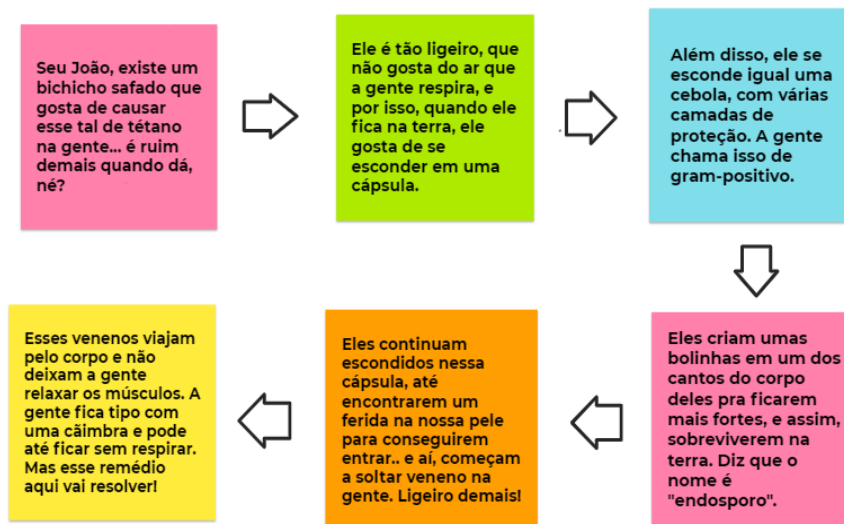 Seu João, existe um
bichicho safado que
gosta de causar
esse tal de tétano
na gente... é ruim
demais quando dá,
né?
Ele é tão ligeiro, que
não gosta do ar que
a gente respira, e
por isso, quando ele
fica na terra, ele
gosta de se
esconder em uma
cápsula.
Além disso, ele se
esconde igual uma
cebola, com várias
camadas de
proteção. A gente
chama isso de
gram-positivo.
Eles criam umas
bolinhas em um dos
cantos do corpo
deles pra ficarem
mais fortes, e assim,
sobreviverem na
terra. Diz que o
nome é
"endosporo".
Eles continuam
escondidos nessa
cápsula, até
encontrarem um
ferida na nossa pele
para conseguirem
entrar.. e aí, começam
a soltar veneno na
gente. Ligeiro demais!
Esses venenos viajam
pelo corpo e não
deixam a gente
relaxar os músculos. A
gente fica tipo com
uma cãimbra e pode
até ficar sem respirar.
Mas esse remédio
aqui vai resolver!